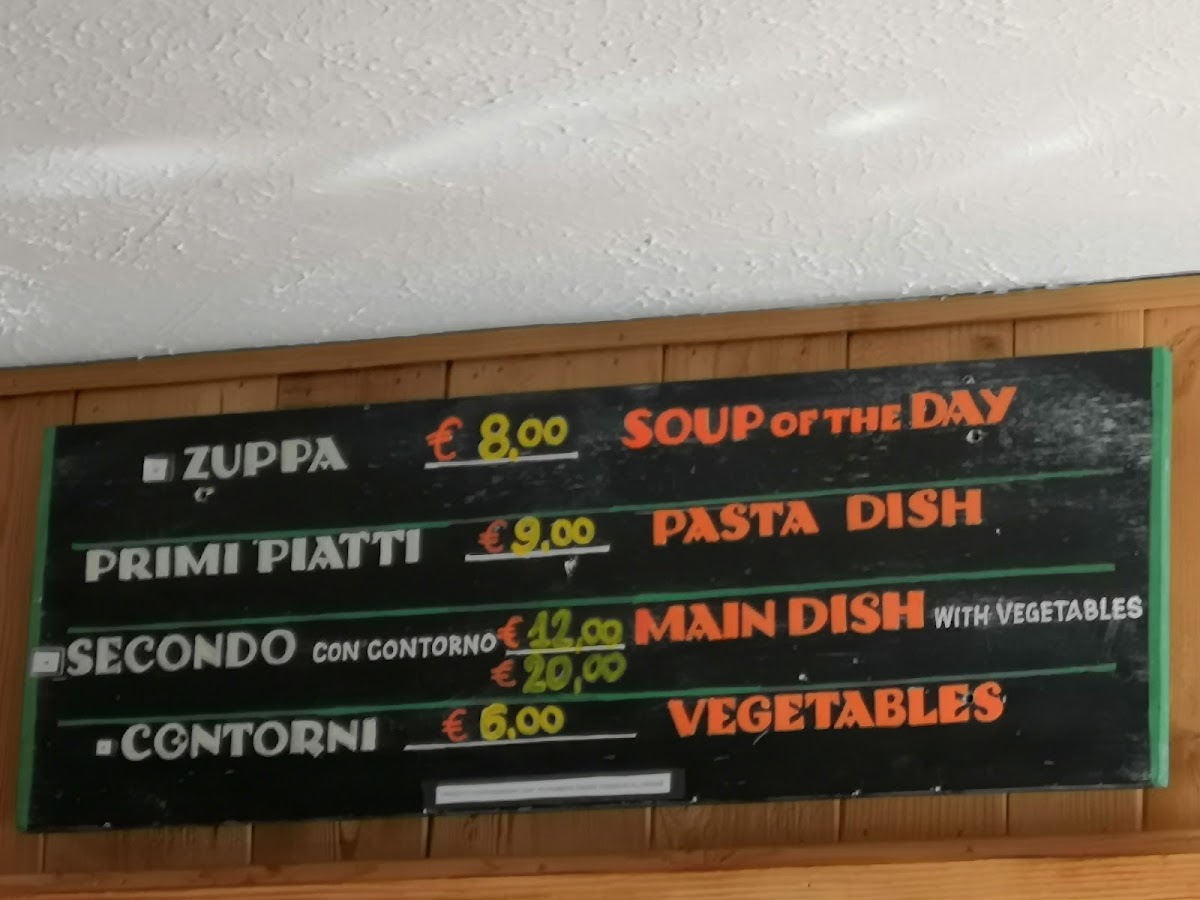 ZUPPA € 8,00 SOUP OF THE DAY
PRIMI PIATTI € 9,00 PASTA DISH
SECONDO CON CONTORNO € 12,00 MAIN DISH WITH VEGETABLES
€ 20,00
CONTORNI € 6,00 VEGETABLES